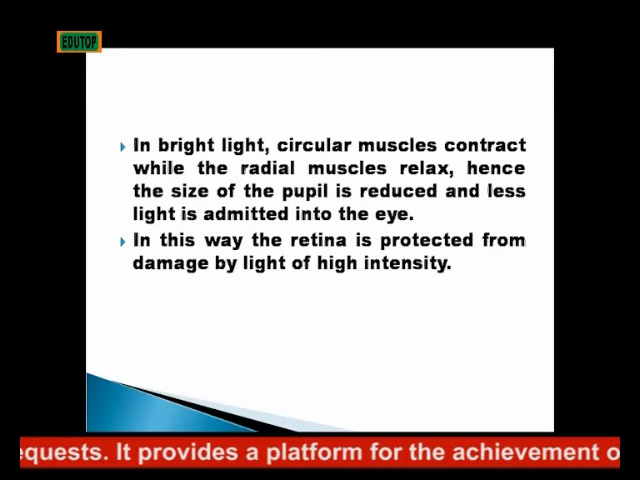 EDUTOP
In bright light, circular muscles contract
while the radial muscles relax, hence
the size of the pupil is reduced and less
light is admitted into the eye.
In this way the retina is protected from
damage by light of high intensity.
equests. It provides a platform for the achievement o